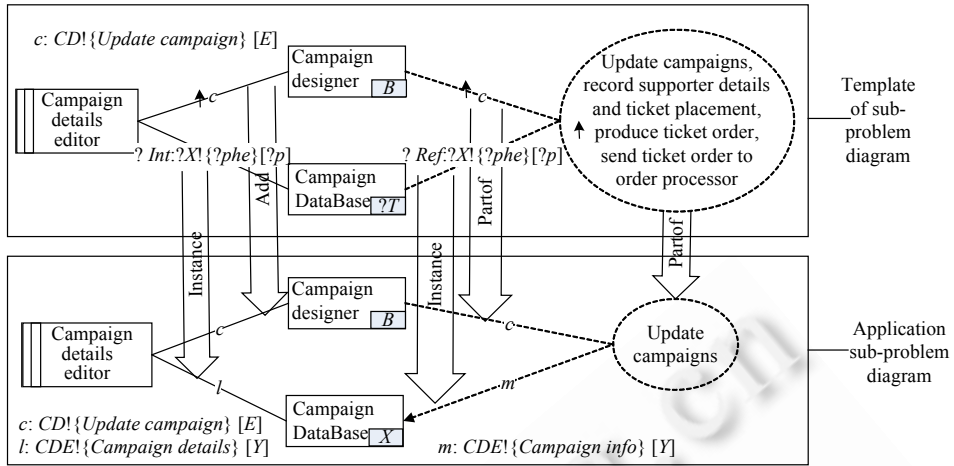 c: CD!{Update campaign} [E]
Campaign
details
editor
c
Campaign
designer
B
c
Update campaigns,
record supporter details
and ticket placement,
produce ticket order,
send ticket order to
order processor
Template
of sub-
problem
diagram
? Int:?X!{?phe}[?p]
Campaign
DataBase
?T
? Ref:?X!{?phe}[?p]
Instance
Add
Instance
Partof
Partof
Campaign
details
editor
c
l
Campaign
designer
B
c
Campaign
DataBase
X
m
Update
campaigns
Application
sub-problem
diagram
c: CD!{Update campaign} [E]
l: CDE!{Campaign details} [Y]
m: CDE!{Campaign info} [Y]